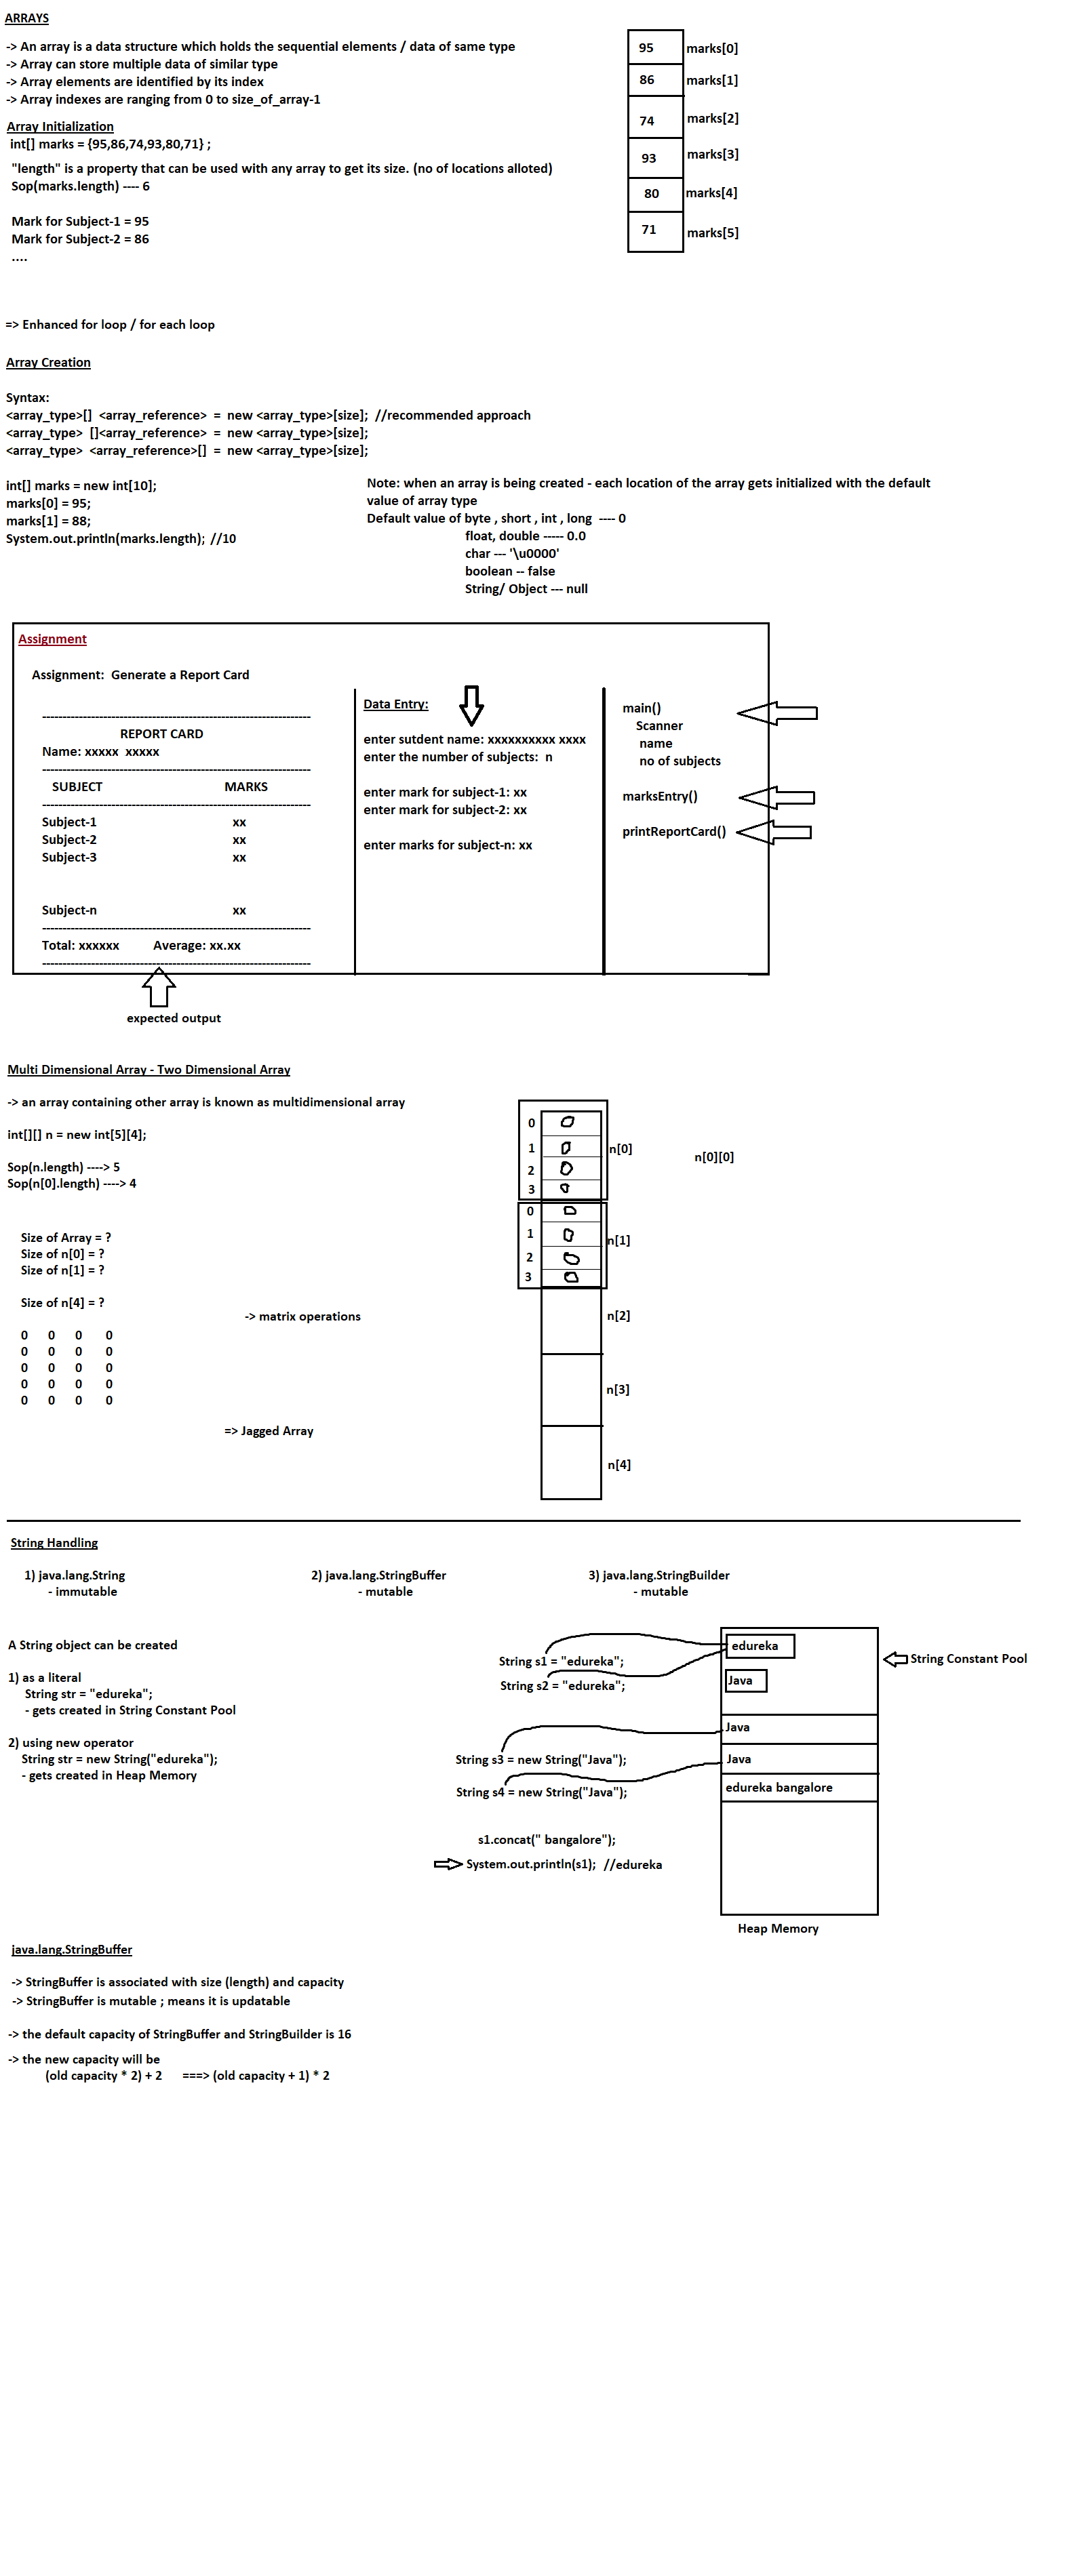 ARRAYS
-> An array is a data structure which holds the sequential elements / data of same type
-> Array can store multiple data of similar type
-> Array elements are identified by its index
-> Array indexes are ranging from 0 to size_of_array-1
95 marks[0]
86 marks[1]
74 marks[2]
93 marks[3]
80 marks[4]
71 marks[5]
Array Initialization
int[] marks = {95,86,74,93,80,71} ;
"length" is a property that can be used with any array to get its size. (no of locations alloted)
Sop(marks.length) ---- 6
Mark for Subject-1 = 95
Mark for Subject-2 = 86
....
=> Enhanced for loop / for each loop
Array Creation
Syntax:
<array_type>[]  <array_reference>  =  new <array_type>[size];  //recommended approach
<array_type>  []<array_reference>  =  new <array_type>[size];
<array_type>  <array_reference>[]  =  new <array_type>[size];
int[] marks = new int[10];
marks[0] = 95;
marks[1] = 88;
System.out.println(marks.length);  //10
Note: when an array is being created - each location of the array gets initialized with the default
value of array type
Default value of byte , short , int , long  ---- 0
float, double ----- 0.0
char --- '\u0000'
boolean -- false
String/ Object --- null
Assignment
Assignment:  Generate a Report Card
------------------------------------------------------------------
REPORT CARD
Name: xxxxx  xxxxx
------------------------------------------------------------------
SUBJECT MARKS
------------------------------------------------------------------
Subject-1 xx
Subject-2 xx
Subject-3 xx
Subject-n xx
------------------------------------------------------------------
Total: xxxxxx Average: xx.xx
------------------------------------------------------------------
expected output
Data Entry:
enter sutdent name: xxxxxxxxxx xxxx
enter the number of subjects:  n
enter mark for subject-1: xx
enter mark for subject-2: xx
enter marks for subject-n: xx
main()
Scanner
name
no of subjects
marksEntry()
printReportCard()
Multi Dimensional Array - Two Dimensional Array
-> an array containing other array is known as multidimensional array
int[][] n = new int[5][4];
Sop(n.length) ----> 5
Sop(n[0].length) ----> 4
Size of Array = ?
Size of n[0] = ?
Size of n[1] = ?
Size of n[4] = ?
0 0 0 0
0 0 0 0
0 0 0 0
0 0 0 0
0 0 0 0
-> matrix operations
=> Jagged Array
0 0
1 0 n[0]
2 0
3 0
0 0
1 0 n[1]
2 0
3 0
n[2]
n[3]
n[4]
n[0][0]
String Handling
1) java.lang.String
- immutable
2) java.lang.StringBuffer
- mutable
3) java.lang.StringBuilder
- mutable
A String object can be created
1) as a literal
String str = "edureka";
- gets created in String Constant Pool
2) using new operator
String str = new String("edureka");
- gets created in Heap Memory
String s1 = "edureka";
String s2 = "edureka";
String s3 = new String("Java");
String s4 = new String("Java");
s1.concat(" bangalore");
System.out.println(s1);  //edureka
edureka
Java
String Constant Pool
Java
Java
edureka bangalore
Heap Memory
java.lang.StringBuffer
-> StringBuffer is associated with size (length) and capacity
-> StringBuffer is mutable ; means it is updatable
-> the default capacity of StringBuffer and StringBuilder is 16
-> the new capacity will be
(old capacity * 2) + 2 ===> (old capacity + 1) * 2